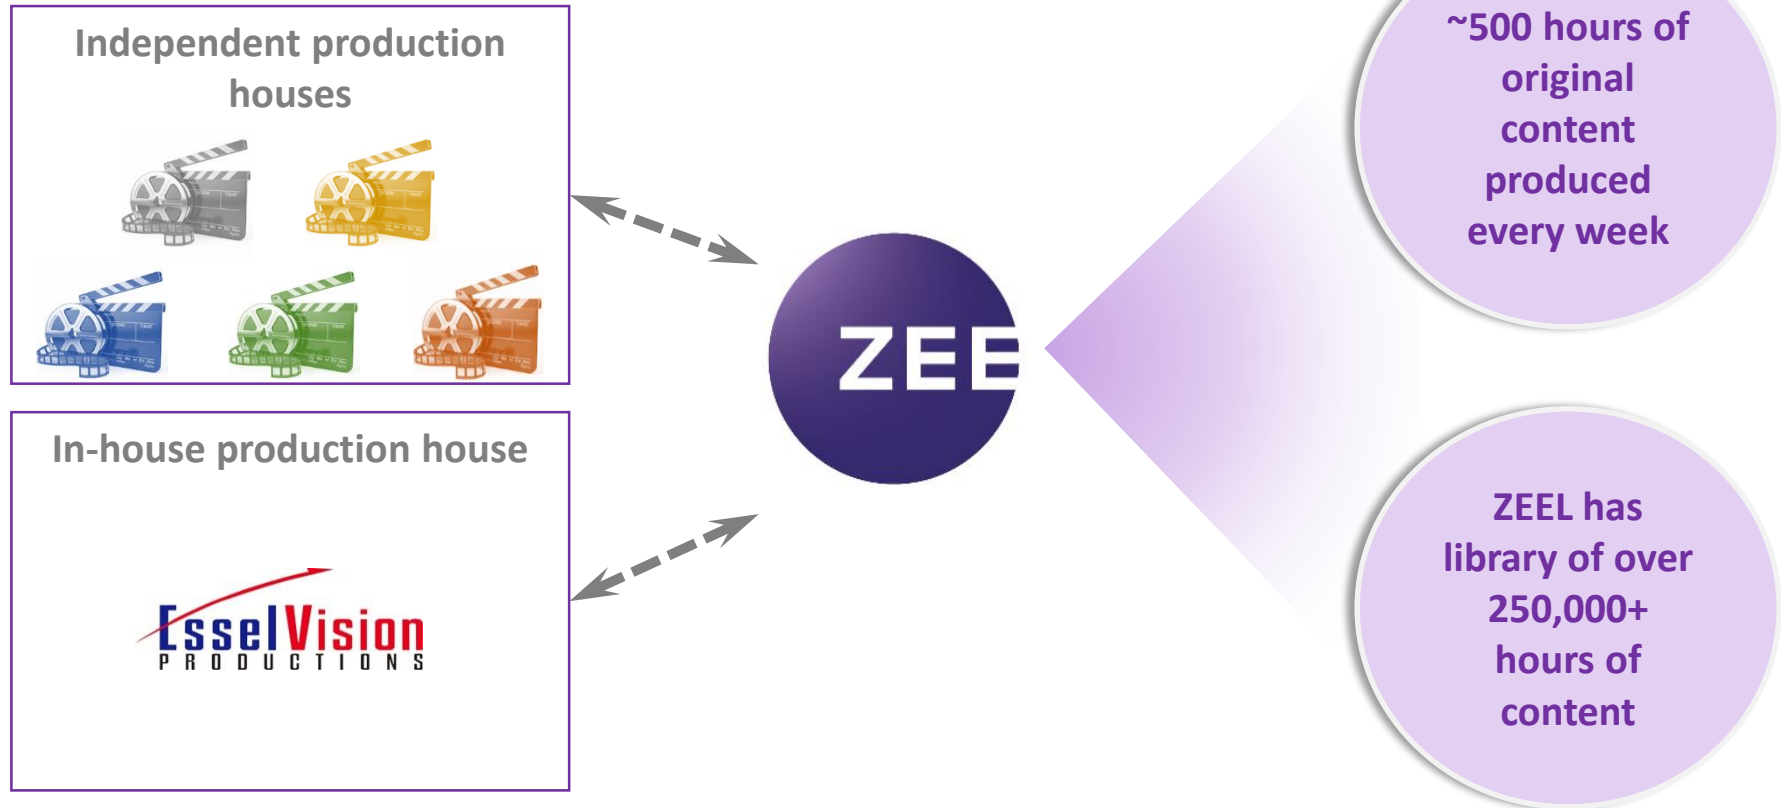 Independent production
houses
~500 hours of
original
content
produced
every week
ZEE
In-house production house
EsselVision
PRODUCTIONS
ZEEL has
library of over
250,000+
hours of
content